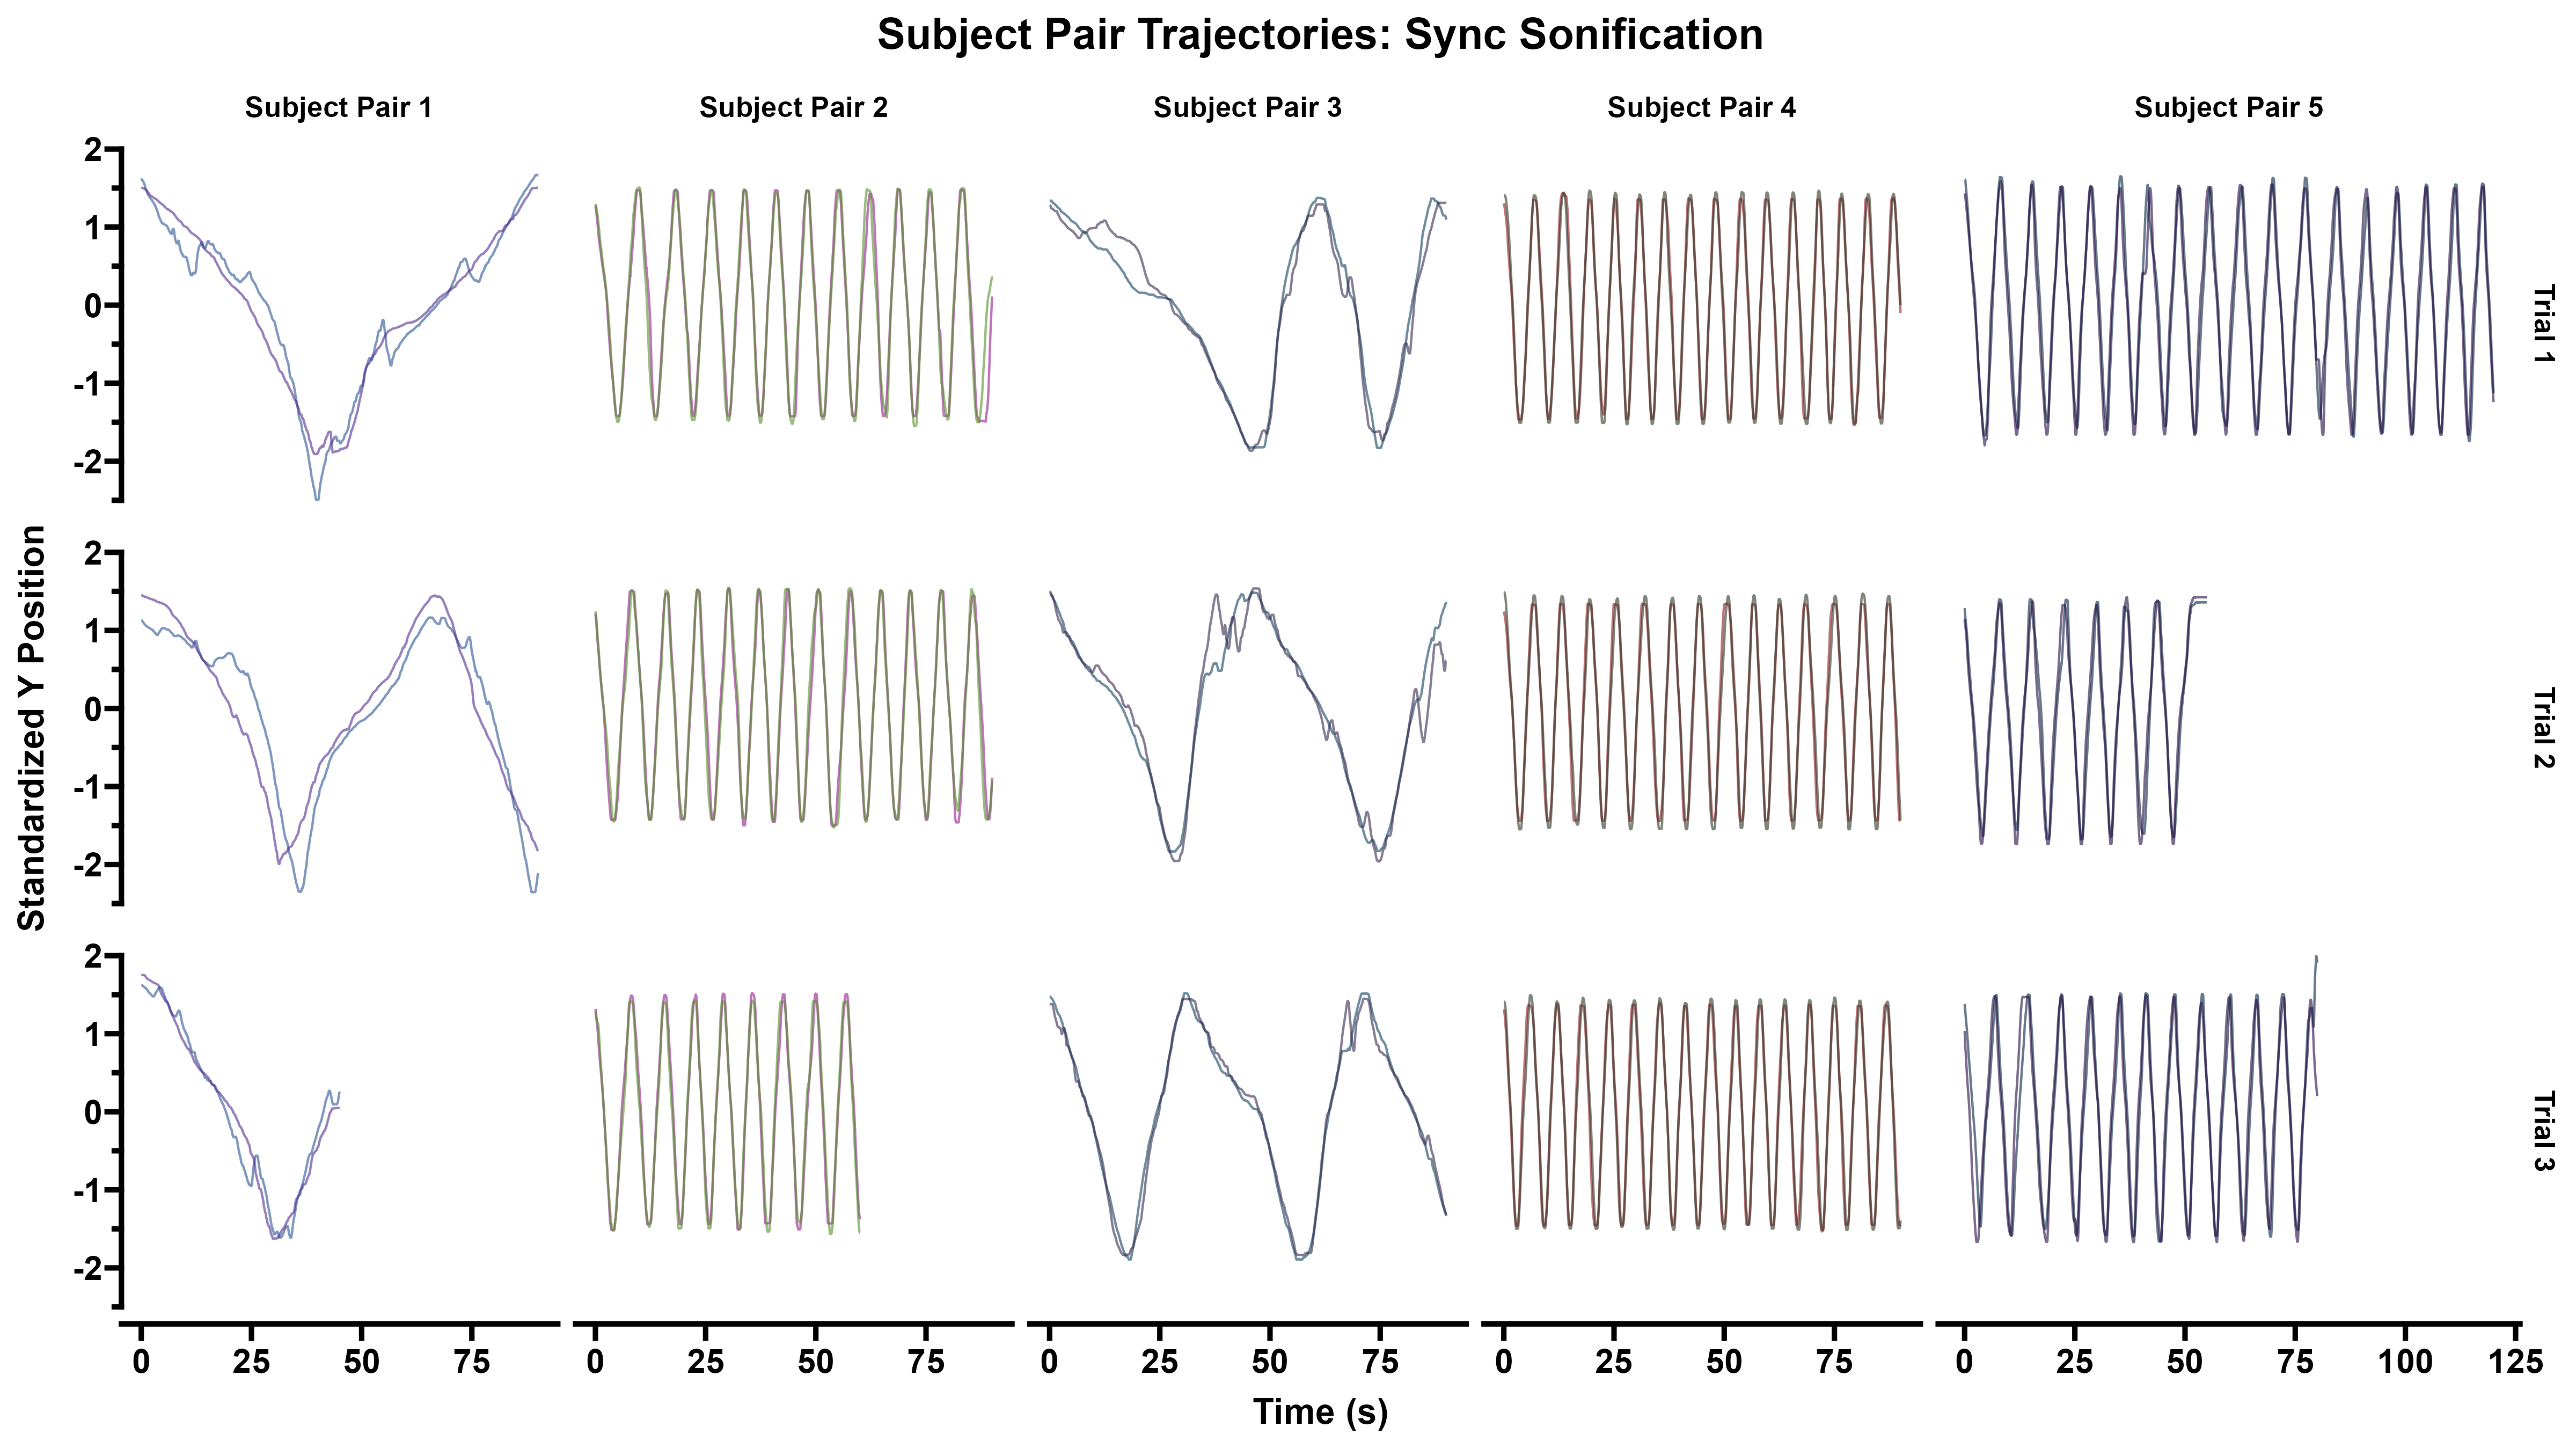 Subject Pair Trajectories: Sync Sonification
Subject Pair 1 Subject Pair 2 Subject Pair 3 Subject Pair 4 Subject Pair 5
Standardized Y Position
2
1
0
-1
-2
Trial 1
2
1
0
-1
-2
Trial 2
2
1
0
-1
-2
Trial 3
0 25 50 75 0 25 50 75 0 25 50 75 0 25 50 75 0 25 50 75 100 125
Time (s)